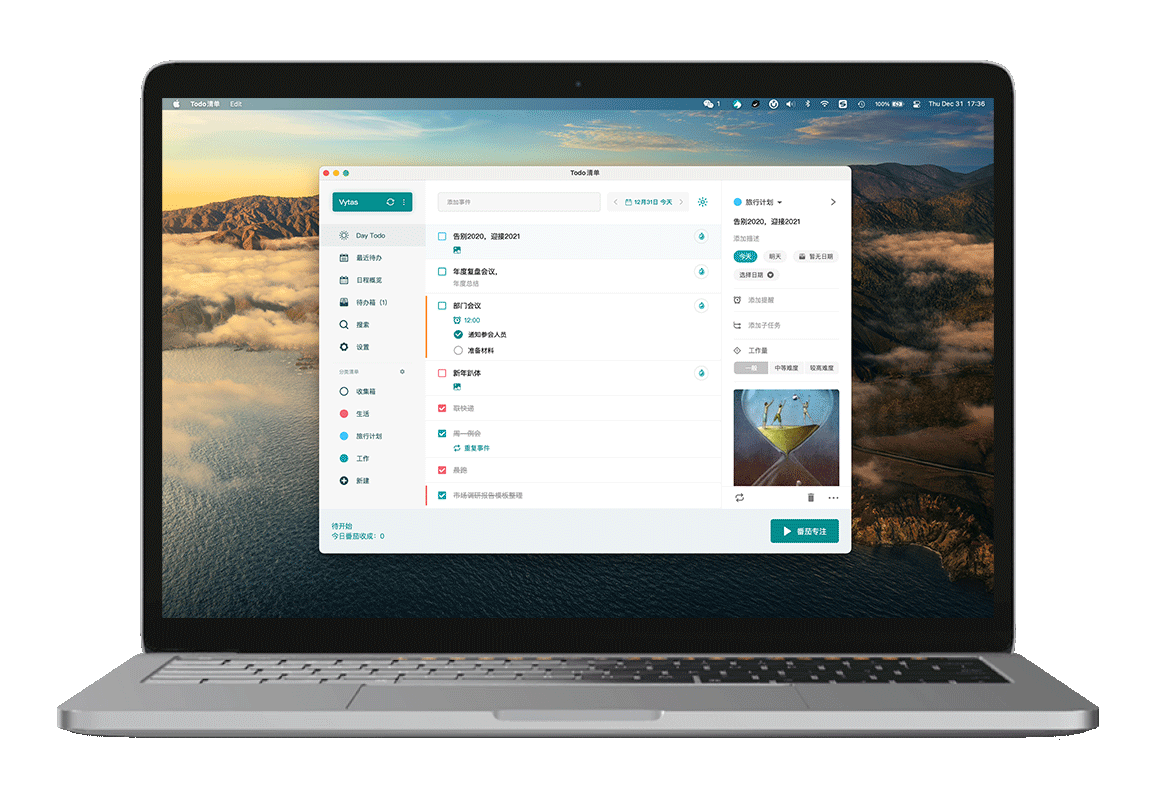 Todo清单 Edit
1 100% Thu Dec 31 17:36
Todo清单
Vytas
Day Todo
最近待办
日程概览
待办箱 (1)
搜索
设置
分类清单
收集箱
生活
旅行计划
工作
新建
添加事件
12月31日 今天
告别2020，迎接2021
年度复盘会议，
年度总结
部门会议
12:00
通知参会人员
准备材料
新年趴体
取快递
周一例会
重复事件
晨跑
市场调研报告模板整理
旅行计划
告别2020，迎接2021
添加描述
今天 明天 暂无日期
选择日期
添加提醒
添加子任务
工作量
一般 中等难度 较高难度
待开始
今日番茄收成：0
番茄专注